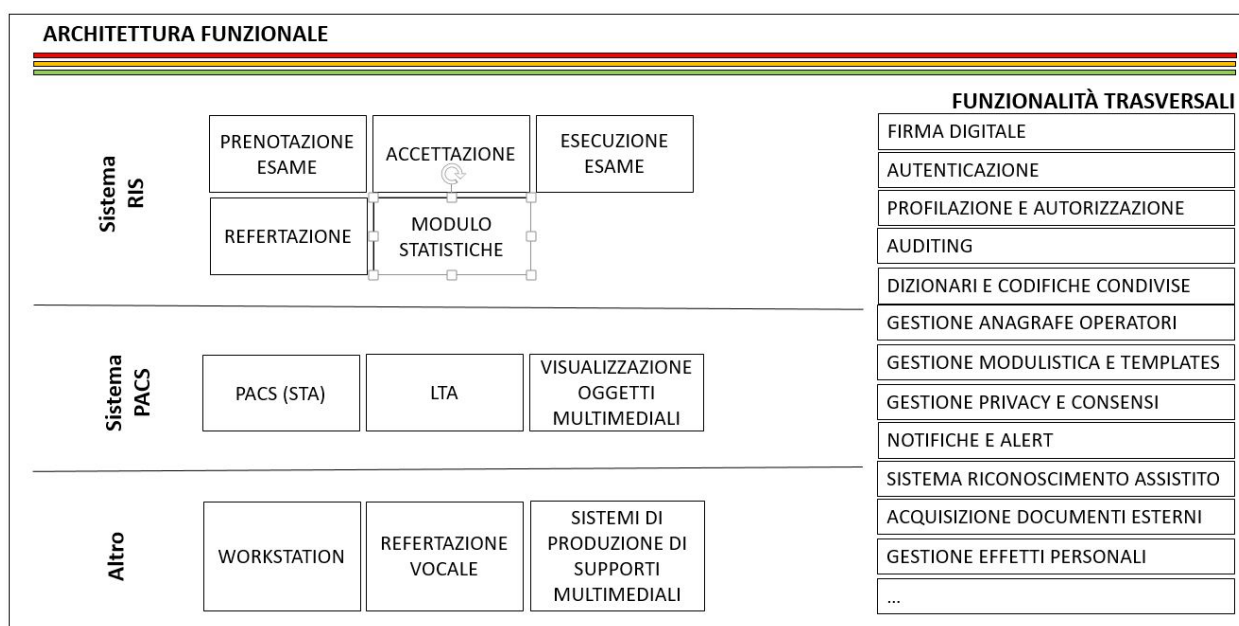 ARCHITETTURA FUNZIONALE
Sistema
RIS
PRENOTAZIONE
ESAME
ACCETTAZIONE
ESECUZIONE
ESAME
REFERTAZIONE
MODULO
STATISTICHE
Sistema
PACS
PACS (STA)
LTA
VISUALIZZAZIONE
OGGETTI
MULTIMEDIALI
Altro
WORKSTATION
REFERTAZIONE
VOCALE
SISTEMI DI
PRODUZIONE DI
SUPPORTI
MULTIMEDIALI
FUNZIONALITÀ TRASVERSALI
FIRMA DIGITALE
AUTENTICAZIONE
PROFILAZIONE E AUTORIZZAZIONE
AUDITING
DIZIONARI E CODIFICHE CONDIVISE
GESTIONE ANAGRAFE OPERATORI
GESTIONE MODULISTICA E TEMPLATES
GESTIONE PRIVACY E CONSENSI
NOTIFICHE E ALERT
SISTEMA RICONOSCIMENTO ASSISTITO
ACQUISIZIONE DOCUMENTI ESTERNI
GESTIONE EFFETTI PERSONALI
...